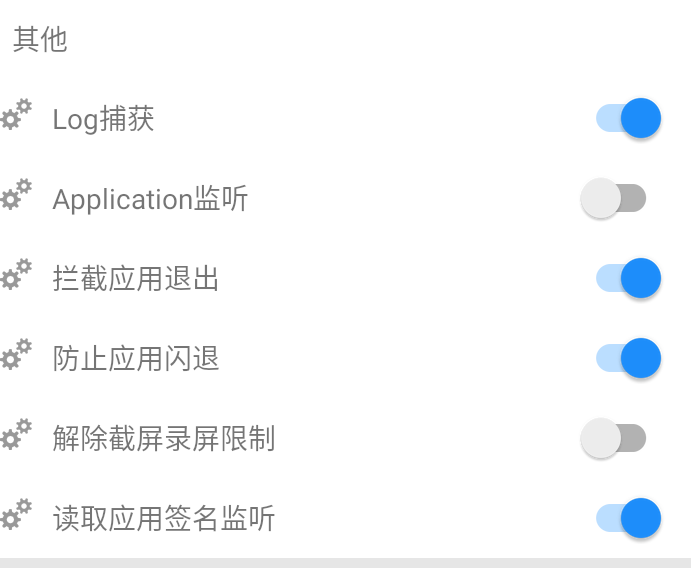 其他
Log捕获
Application监听
拦截应用退出
防止应用闪退
解除截屏录屏限制
读取应用签名监听